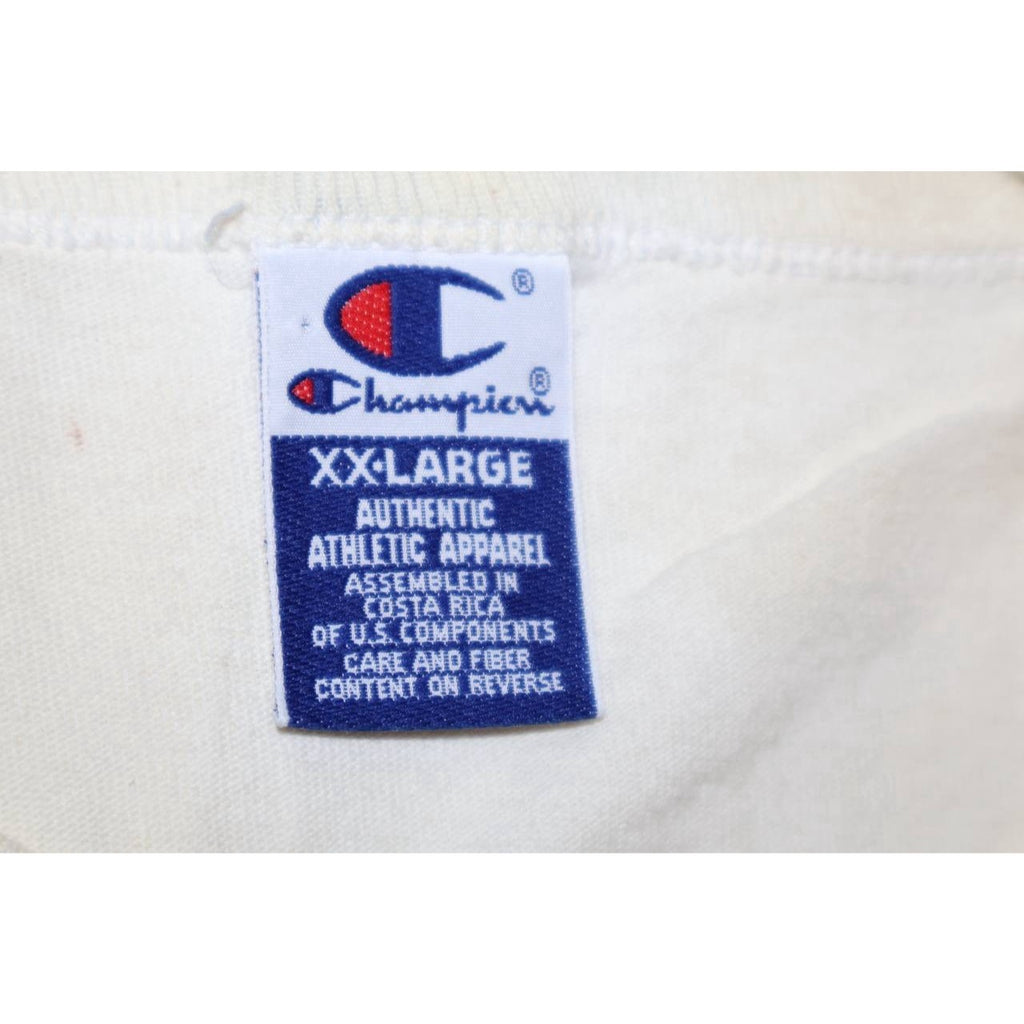 ®
Champion®
XX-LARGE
AUTHENTIC
ATHLETIC APPAREL
ASSEMBLED IN
COSTA RICA
OF U.S. COMPONENTS
CARE AND FIBER
CONTENT ON REVERSE